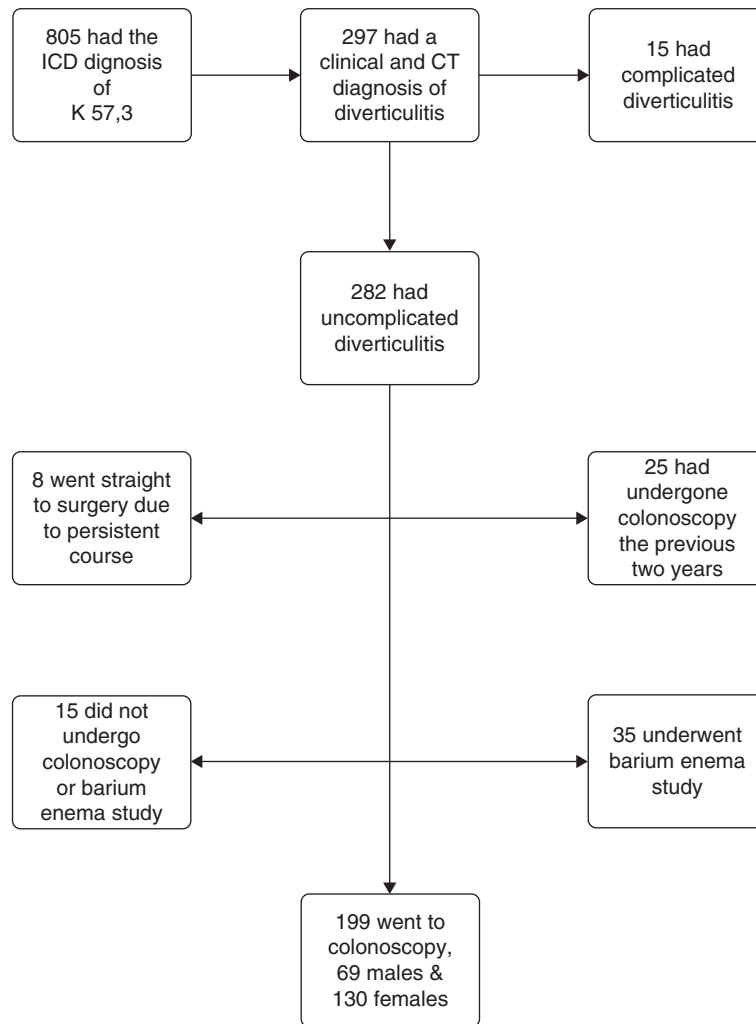 805 had the
ICD dignosis
of
K 57,3
297 had a
clinical and CT
diagnosis of
diverticulitis
15 had
complicated
diverticulitis
282 had
uncomplicated
diverticulitis
8 went straight
to surgery due
to persistent
course
25 had
undergone
colonoscopy
the previous
two years
15 did not
undergo
colonoscopy
or barium
enema study
35 underwent
barium enema
study
199 went to
colonoscopy,
69 males &
130 females